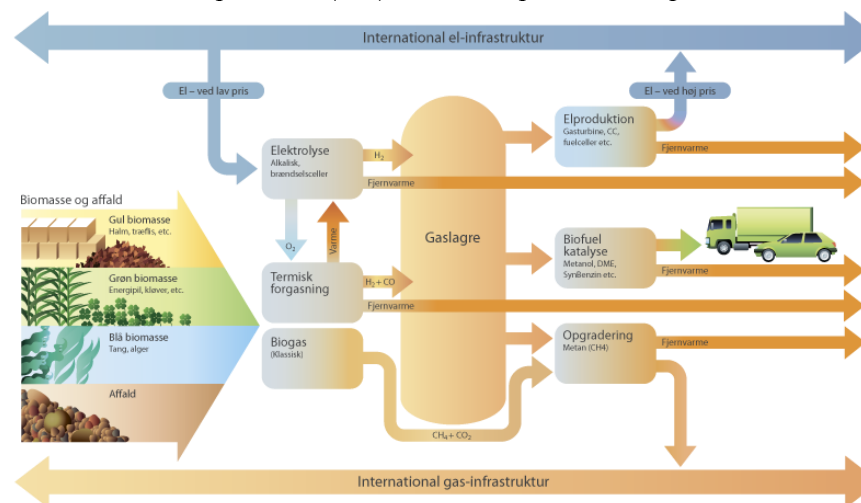 International el-infrastruktur
El – ved lav pris
El – ved høj pris
Elproduktion
Gasturbine, CC,
fuelceller etc.
Elektrolyse
Alkalisk,
brændselsceller
H2
Fjernvarme
Fjernvarme
Biomasse og affald
Gul biomasse
Halm, træflis, etc.
O2
Varme
Gaslagre
Biofuel
katalyse
Metanol, DME,
SynBenzin etc.
Termisk
forgasning
H2 + CO
Fjernvarme
Fjernvarme
Grøn biomasse
Energipil, kløver, etc.
Biogas
(Klassisk)
Opgradering
Metan (CH4)
Fjernvarme
Blå biomasse
Tang, alger
Affald
CH4 + CO2
International gas-infrastruktur